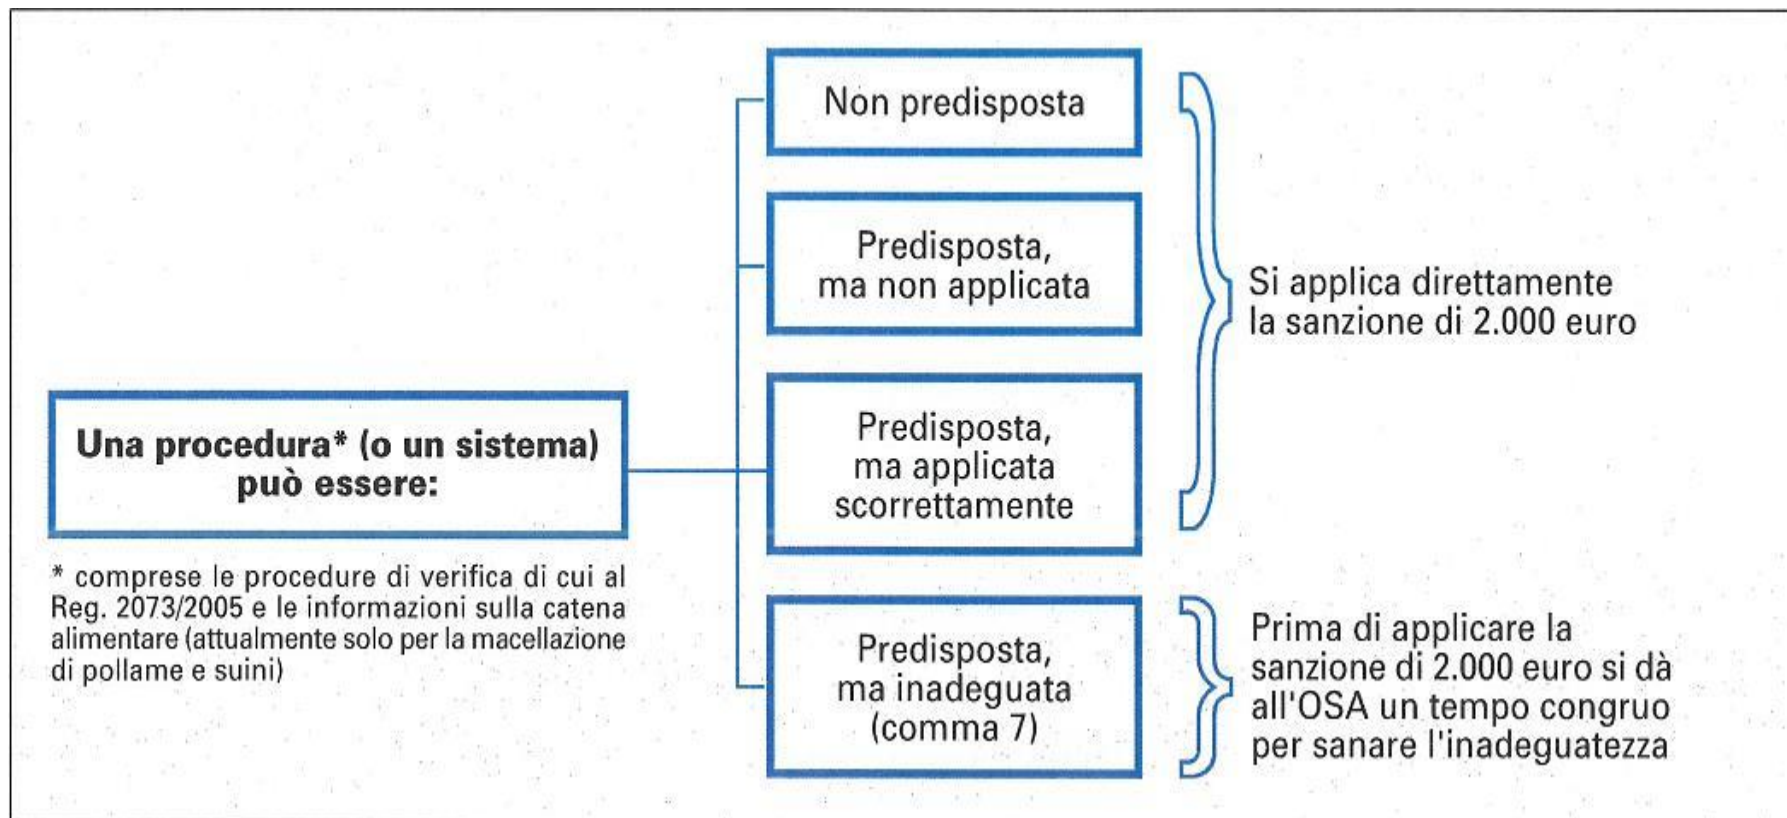 Non predisposta
Predisposta,
ma non applicata
Si applica direttamente
la sanzione di 2.000 euro
Predisposta,
ma applicata
scorrettamente
Una procedura* (o un sistema)
può essere:
* comprese le procedure di verifica di cui al
Reg. 2073/2005 e le informazioni sulla catena
alimentare (attualmente solo per la macellazione
di pollame e suini)
Predisposta,
ma inadeguata
(comma 7)
Prima di applicare la
sanzione di 2.000 euro si dà
all'OSA un tempo congruo
per sanare l'inadeguatezza